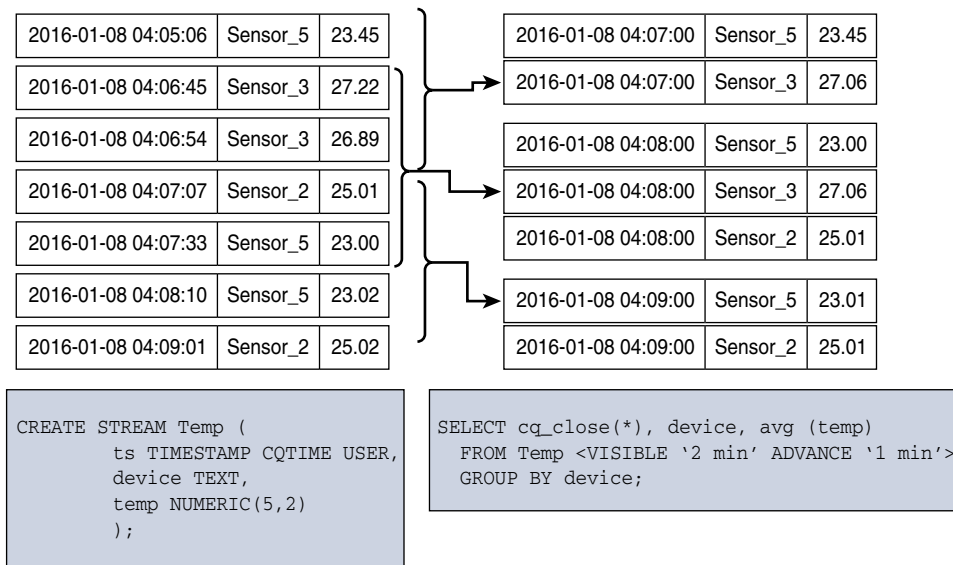 2016-01-08 04:05:06 Sensor_5 23.45
2016-01-08 04:06:45 Sensor_3 27.22
2016-01-08 04:06:54 Sensor_3 26.89
2016-01-08 04:07:07 Sensor_2 25.01
2016-01-08 04:07:33 Sensor_5 23.00
2016-01-08 04:08:10 Sensor_5 23.02
2016-01-08 04:09:01 Sensor_2 25.02
2016-01-08 04:07:00 Sensor_5 23.45
2016-01-08 04:07:00 Sensor_3 27.06
2016-01-08 04:08:00 Sensor_5 23.00
2016-01-08 04:08:00 Sensor_3 27.06
2016-01-08 04:08:00 Sensor_2 25.01
2016-01-08 04:09:00 Sensor_5 23.01
2016-01-08 04:09:00 Sensor_2 25.01
CREATE STREAM Temp (
ts TIMESTAMP CQTIME USER,
device TEXT,
temp NUMERIC(5,2)
);
SELECT cq_close(*), device, avg (temp)
FROM Temp <VISIBLE ‘2 min’ ADVANCE ‘1 min’>
GROUP BY device;